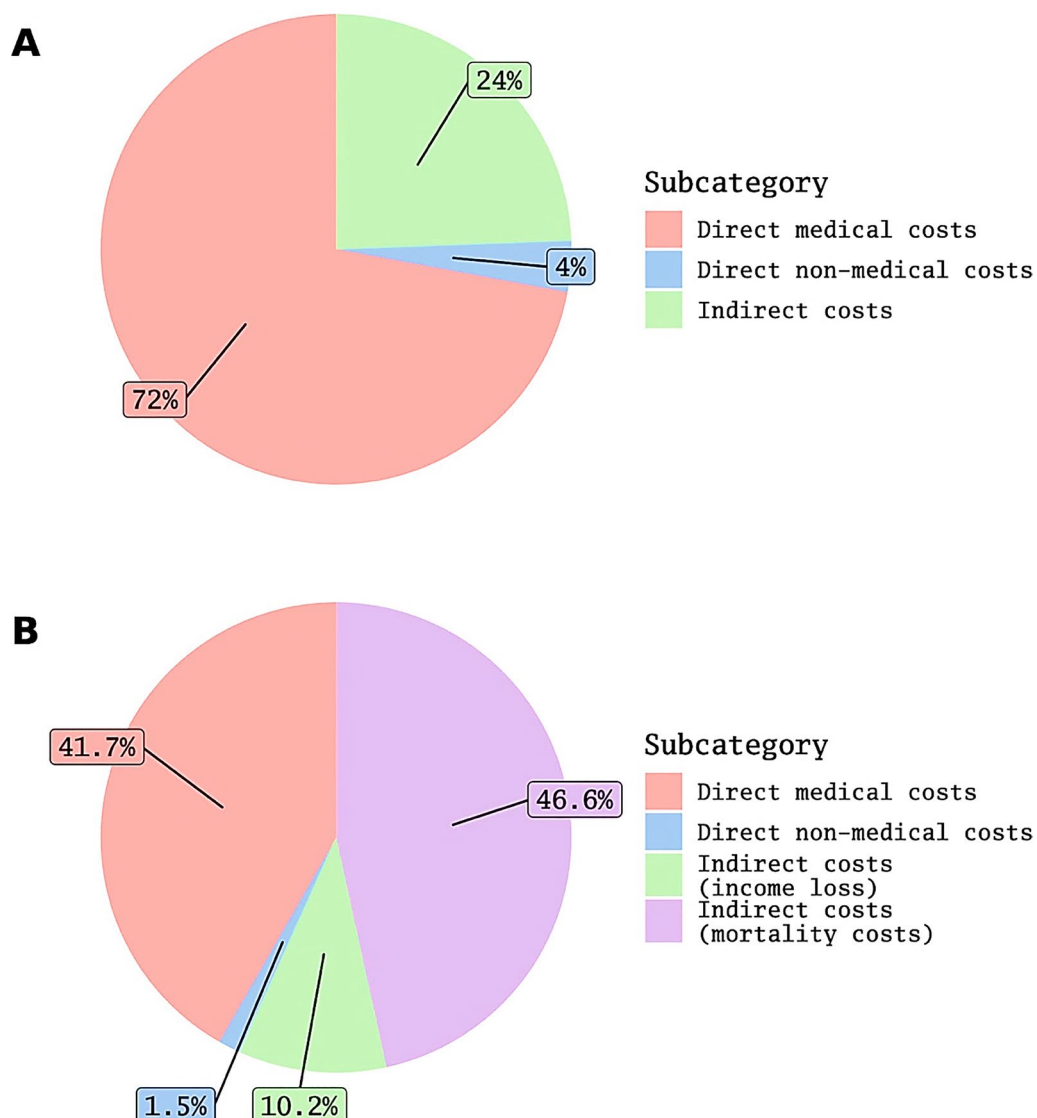 A
24%
4%
72%
Subcategory
Direct medical costs
Direct non-medical costs
Indirect costs
B
41.7%
46.6%
1.5%
10.2%
Subcategory
Direct medical costs
Direct non-medical costs
Indirect costs
(income loss)
Indirect costs
(mortality costs)